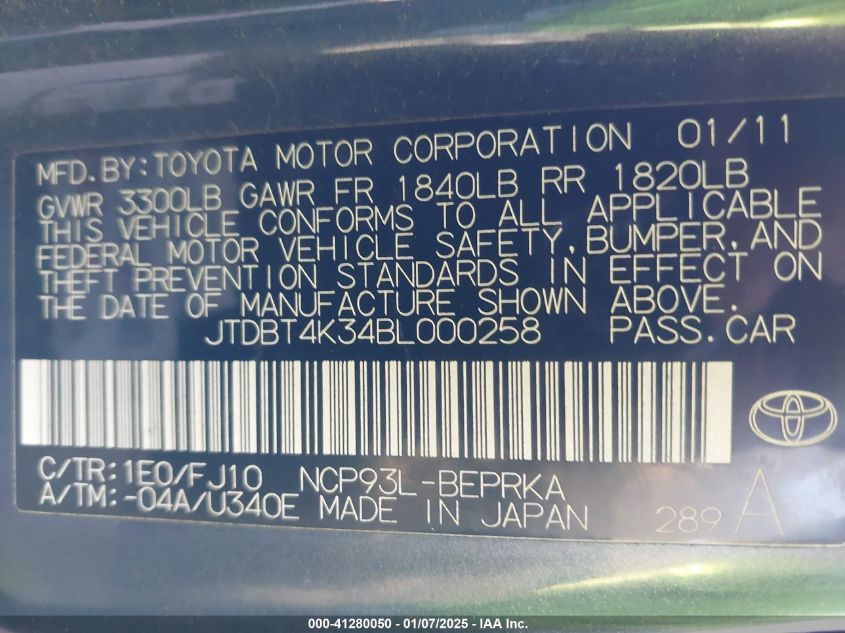 MFD.BY:TOYOTA MOTOR CORPORATION 01/11
GVWR 3300LB GAWR FR 1840LB RR 1820LB
THIS VEHICLE CONFORMS TO ALL APPLICABLE
FEDERAL MOTOR VEHICLE SAFETY,BUMPER,AND
THEFT PREVENTION STANDARDS IN EFFECT ON
THE DATE OF MANUFACTURE SHOWN ABOVE.
JTDBT4K34BL000258 PASS.CAR
C/TR:1E0/FJ10 NCP93L-BEPRKA
A/TM:-04A/U340E MADE IN JAPAN 289 A
000-41280050 - 01/07/2025 - IAA Inc.